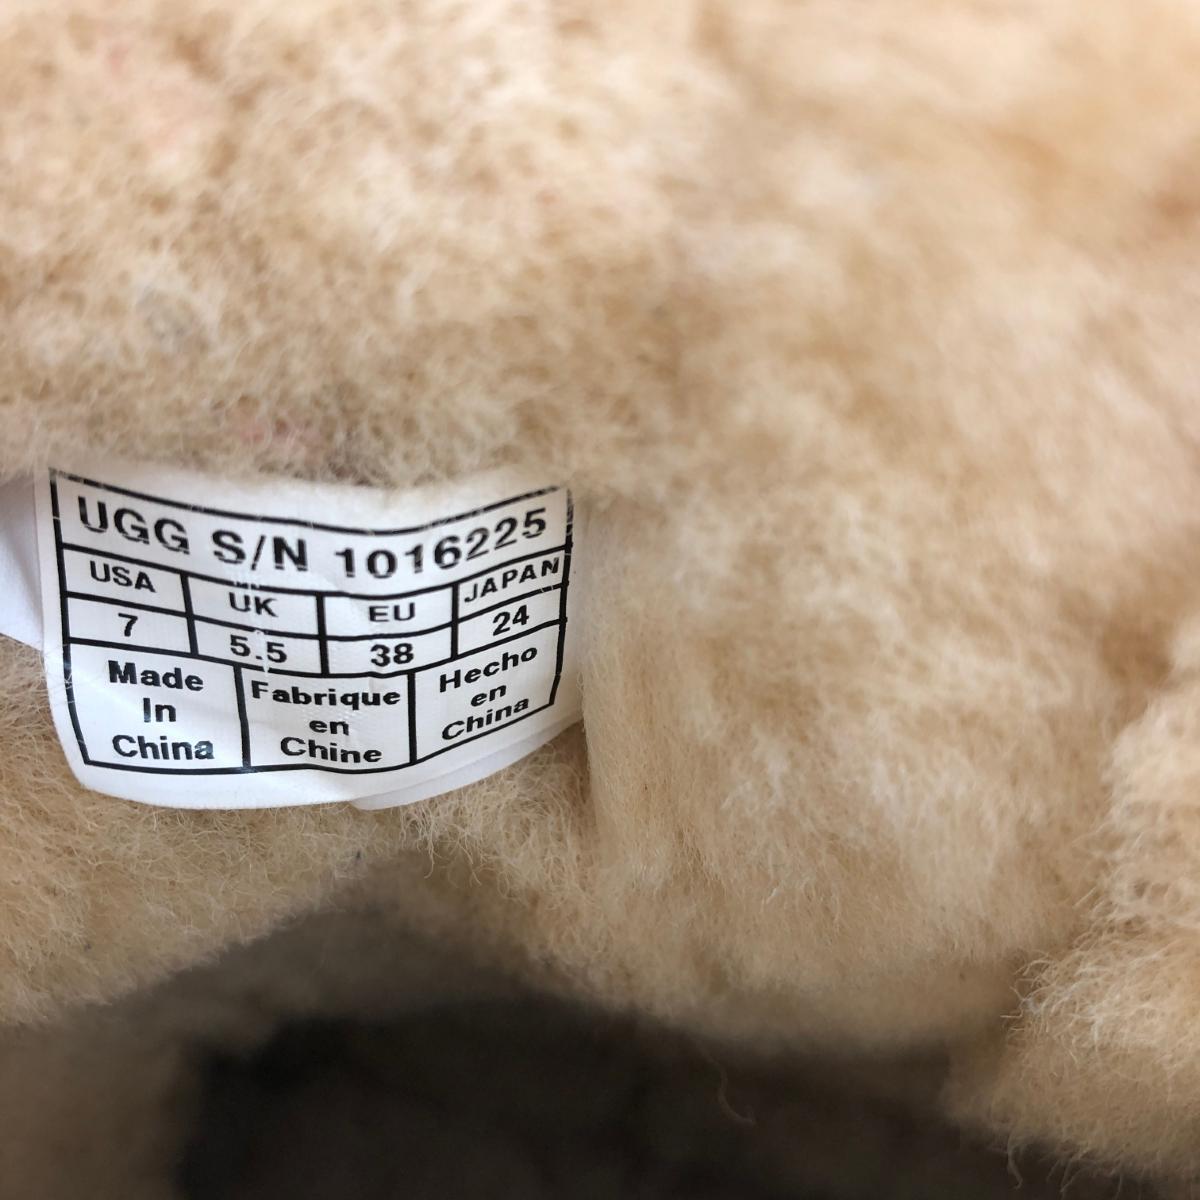 UGG S/N 1016225
USA UK EU JAPAN
7 5.5 38 24
Made In China
Fabrique en Chine
Hecho en China